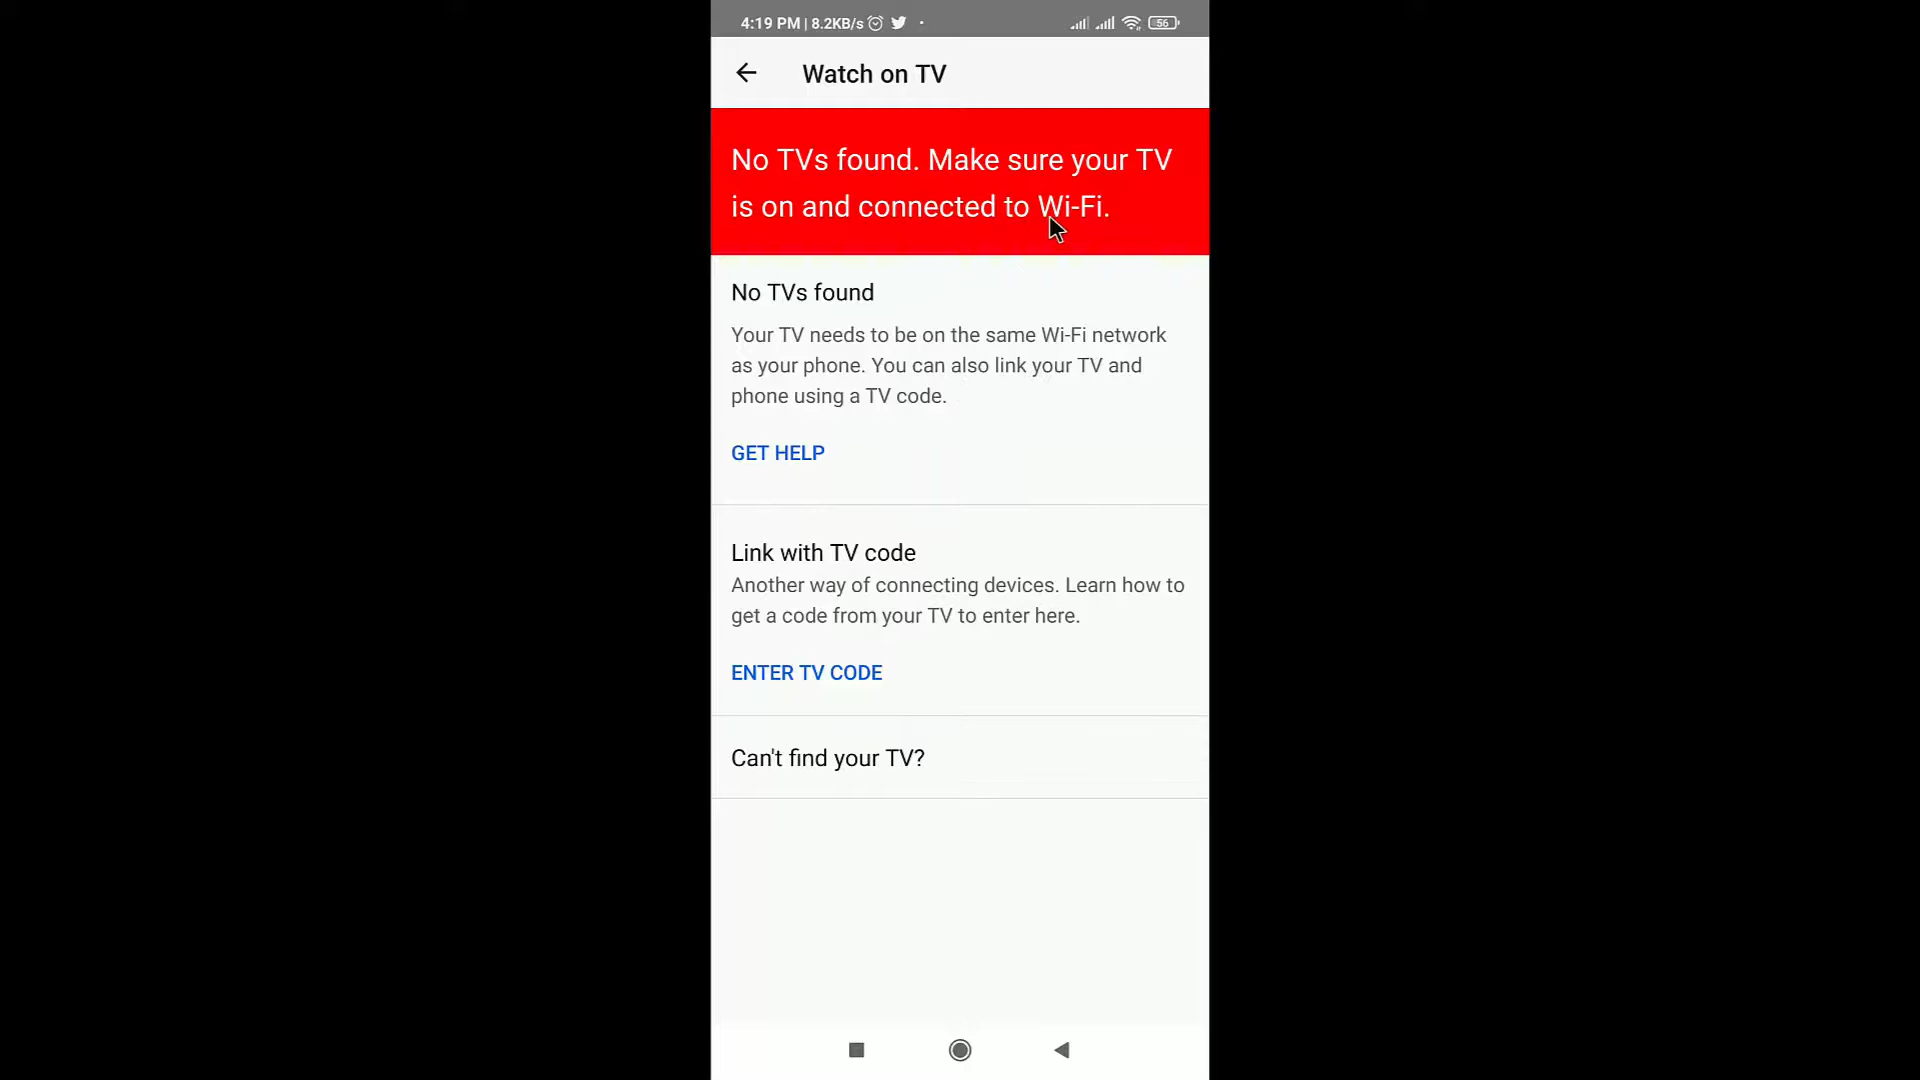 4:19 PM | 8.2KB/s
56
Watch on TV
No TVs found. Make sure your TV
is on and connected to Wi-Fi.
No TVs found
Your TV needs to be on the same Wi-Fi network
as your phone. You can also link your TV and
phone using a TV code.
GET HELP
Link with TV code
Another way of connecting devices. Learn how to
get a code from your TV to enter here.
ENTER TV CODE
Can't find your TV?